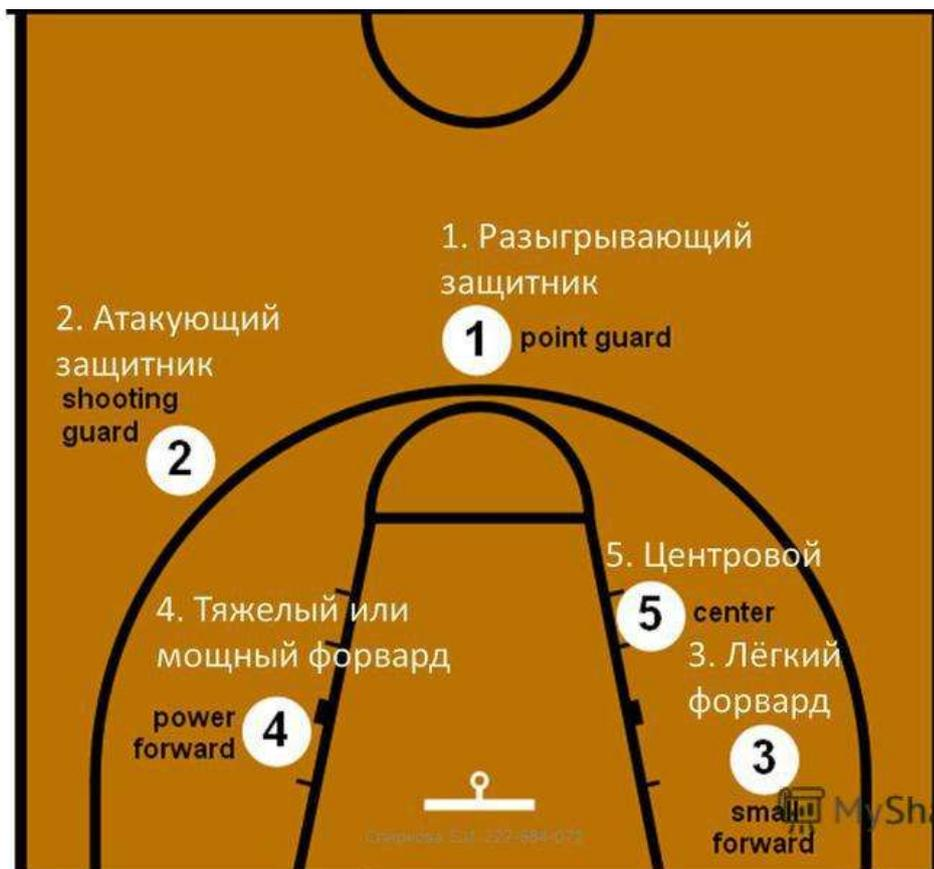 1. Разыгрывающий
защитник
1
point guard
2. Атакующий
защитник
shooting
guard
2
5. Центровой
5
center
4. Тяжелый или
мощный форвард
power
forward
4
3. Лёгкий
форвард
3
small
forward